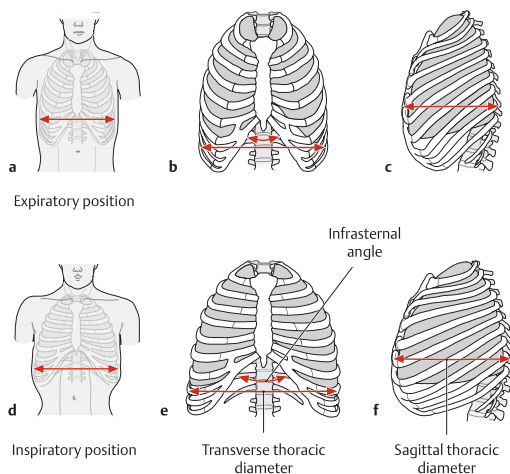 a
b
c
Expiratory position
Infrasternal
angle
d
e
f
Inspiratory position
Transverse thoracic
diameter
Sagittal thoracic
diameter